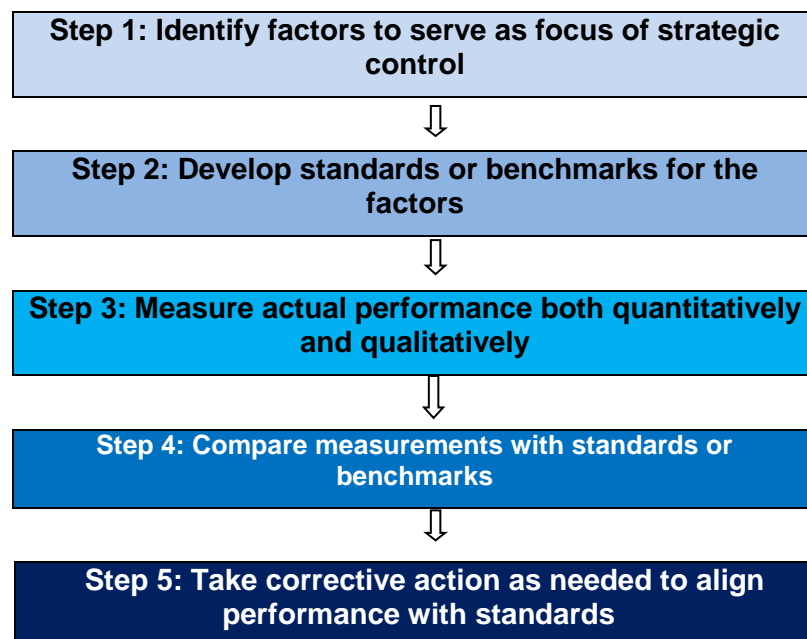 Step 1: Identify factors to serve as focus of strategic
control
Step 2: Develop standards or benchmarks for the
factors
Step 3: Measure actual performance both quantitatively
and qualitatively
Step 4: Compare measurements with standards or
benchmarks
Step 5: Take corrective action as needed to align
performance with standards